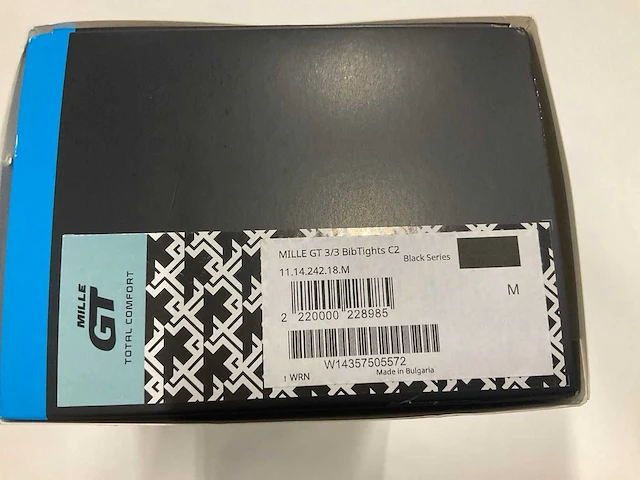 MILLE
GT
TOTAL COMFORT
MILLE GT 3/3 BibTights C2
Black Series
11.14.242.18.M
M
2 220000 228985
W14357505572
1 WRN
Made in Bulgaria